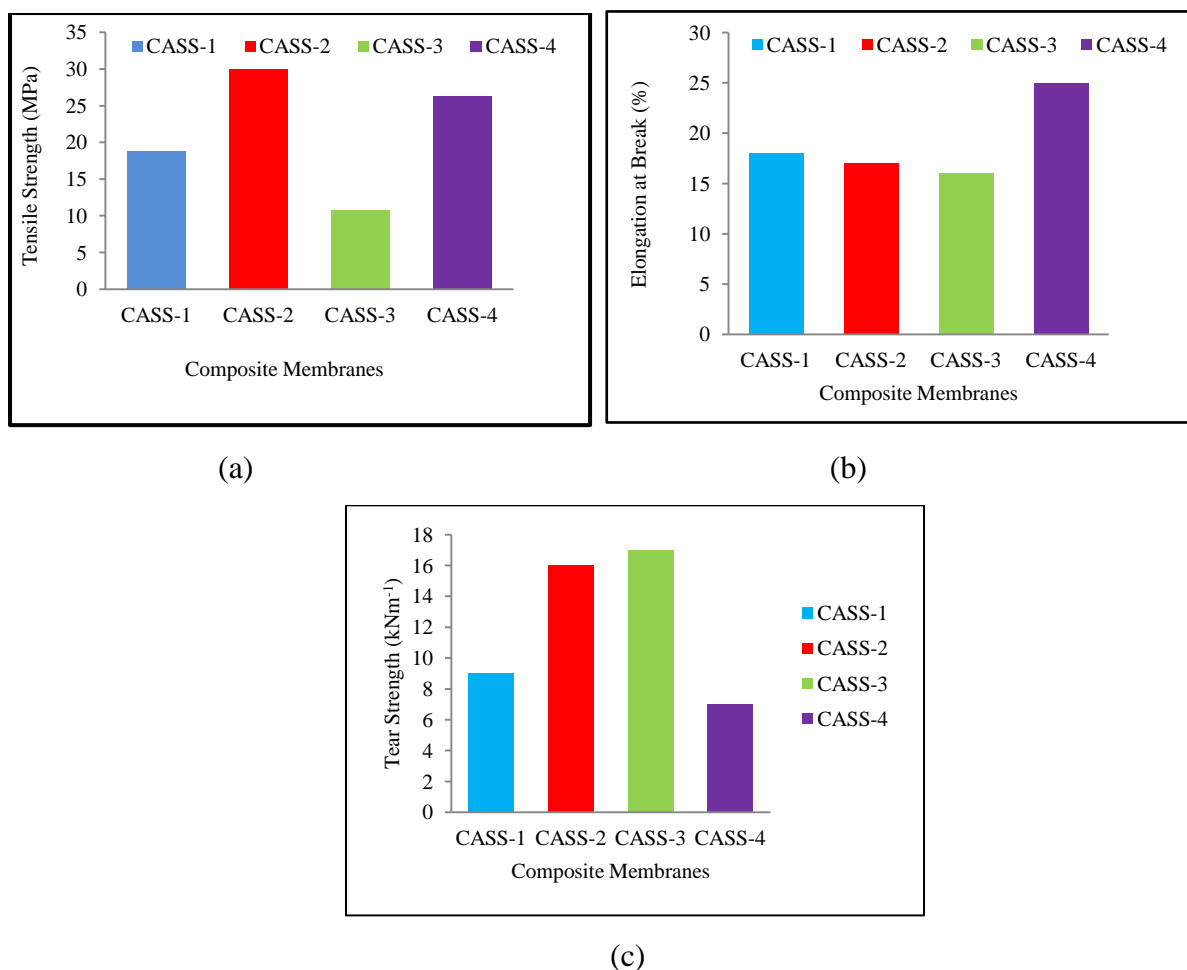 35
30
25
20
15
10
5
0
Tensile Strength (MPa)
CASS-1 CASS-2 CASS-3 CASS-4
CASS-1 CASS-2 CASS-3 CASS-4
Composite Membranes
(a)
30
25
20
15
10
5
0
Elongation at Break (%)
CASS-1 CASS-2 CASS-3 CASS-4
CASS-1 CASS-2 CASS-3 CASS-4
Composite Membranes
(b)
18
16
14
12
10
8
6
4
2
0
Tear Strength (kNm⁻¹)
CASS-1 CASS-2 CASS-3 CASS-4
Composite Membranes
CASS-1
CASS-2
CASS-3
CASS-4
(c)